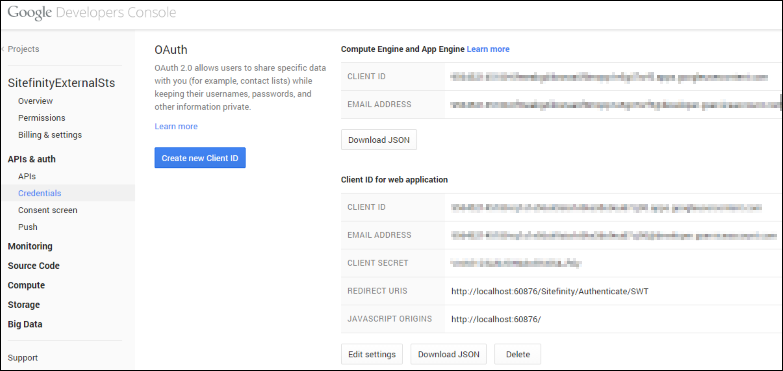 Google Developers Console
Projects
SitefinityExternalSts
Overview
Permissions
Billing & settings
APIs & auth
APIs
Credentials
Consent screen
Push
Monitoring
Source Code
Compute
Storage
Big Data
Support
OAuth
OAuth 2.0 allows users to share specific data
with you (for example, contact lists) while
keeping their usernames, passwords, and
other information private.
Learn more
Create new Client ID
Compute Engine and App Engine Learn more
CLIENT ID
EMAIL ADDRESS
Download JSON
Client ID for web application
CLIENT ID
EMAIL ADDRESS
CLIENT SECRET
REDIRECT URIS http://localhost:60876/Sitefinity/Authenticate/SWT
JAVASCRIPT ORIGINS http://localhost:60876/
Edit settings Download JSON Delete